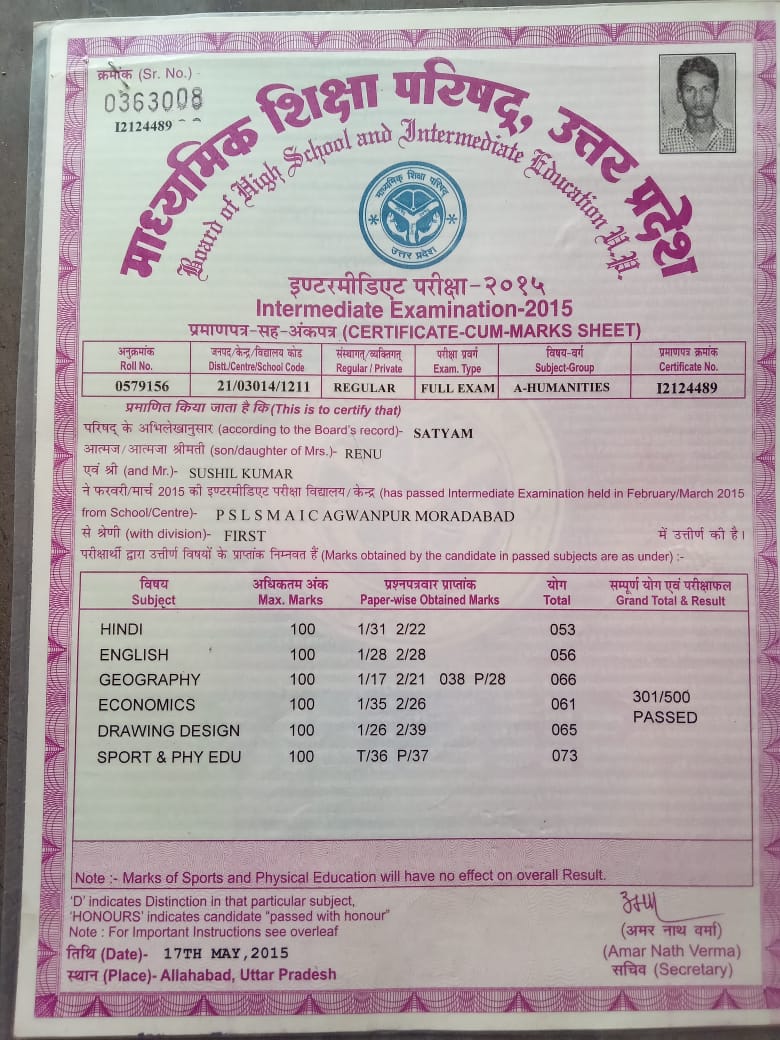 क्रमांक (Sr. No.) -
0363008
I2124489
माध्यमिक शिक्षा परिषद्, उत्तर प्रदेश
Board of High School and Intermediate Education U.P.
माध्यमिक शिक्षा परिषद
उत्तर प्रदेश
इण्टरमीडिएट परीक्षा-२०१५
Intermediate Examination-2015
प्रमाणपत्र-सह-अंकपत्र (CERTIFICATE-CUM-MARKS SHEET)
अनुक्रमांक जनपद/केन्द्र/विद्यालय कोड संस्थागत/व्यक्तिगत् परीक्षा प्रवर्ग विषय-वर्ग प्रमाणपत्र क्रमांक
Roll No. Distt./Centre/School Code Regular / Private Exam. Type Subject-Group Certificate No.
0579156 21/03014/1211 REGULAR FULL EXAM A-HUMANITIES I2124489
प्रमाणित किया जाता है कि (This is to certify that)
परिषद् के अभिलेखानुसार (according to the Board's record)- SATYAM
आत्मज/आत्मजा श्रीमती (son/daughter of Mrs.)- RENU
एवं श्री (and Mr.)- SUSHIL KUMAR
ने फरवरी/मार्च 2015 की इण्टरमीडिएट परीक्षा विद्यालय/केन्द्र (has passed Intermediate Examination held in February/March 2015
from School/Centre)- P S L S M A I C AGWANPUR MORADABAD
से श्रेणी (with division)- FIRST में उत्तीर्ण की है।
परीक्षार्थी द्वारा उत्तीर्ण विषयों के प्राप्तांक निम्नवत हैं (Marks obtained by the candidate in passed subjects are as under) :-
विषय अधिकतम अंक प्रश्नपत्रवार प्राप्तांक योग सम्पूर्ण योग एवं परीक्षाफल
Subject Max. Marks Paper-wise Obtained Marks Total Grand Total & Result
HINDI 100 1/31 2/22 053
ENGLISH 100 1/28 2/28 056
GEOGRAPHY 100 1/17 2/21 038 P/28 066
ECONOMICS 100 1/35 2/26 061 301/500
DRAWING DESIGN 100 1/26 2/39 065 PASSED
SPORT & PHY EDU 100 T/36 P/37 073
Note :- Marks of Sports and Physical Education will have no effect on overall Result.
'D' indicates Distinction in that particular subject,
'HONOURS' indicates candidate "passed with honour"
Note : For Important Instructions see overleaf
तिथि (Date)- 17TH MAY,2015
स्थान (Place)- Allahabad, Uttar Pradesh
(अमर नाथ वर्मा)
(Amar Nath Verma)
सचिव (Secretary)